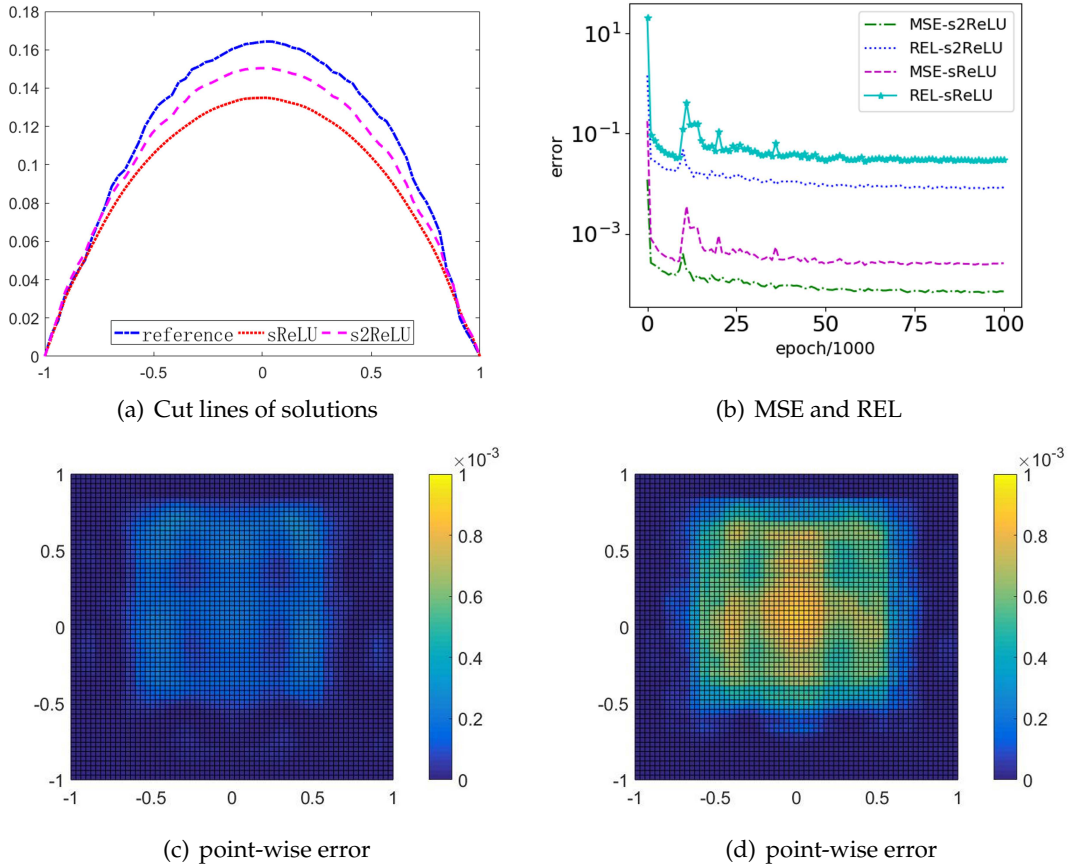 0.18
0.16
0.14
0.12
0.1
0.08
0.06
0.04
0.02
0
reference sReLU s2ReLU
-1 -0.5 0 0.5 1
(a) Cut lines of solutions
10^1
10^-1
10^-3
error
MSE-s2ReLU
REL-s2ReLU
MSE-sReLU
REL-sReLU
0 25 50 75 100
epoch/1000
(b) MSE and REL
1
0.5
0
-0.5
-1
-1 -0.5 0 0.5 1
×10^-3
1
0.8
0.6
0.4
0.2
0
(c) point-wise error
1
0.5
0
-0.5
-1
-1 -0.5 0 0.5 1
×10^-3
1
0.8
0.6
0.4
0.2
0
(d) point-wise error